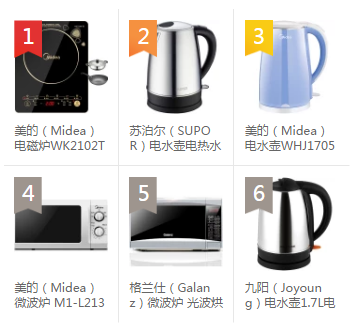 1
美的（Midea）
电磁炉WK2102T
2
苏泊尔（SUPO
R）电水壶电热水
3
美的（Midea）
电水壶WHJ1705
4
美的（Midea）
微波炉 M1-L213
5
格兰仕（Galan
z）微波炉 光波烘
6
九阳（Joyoun
g）电水壶1.7L电